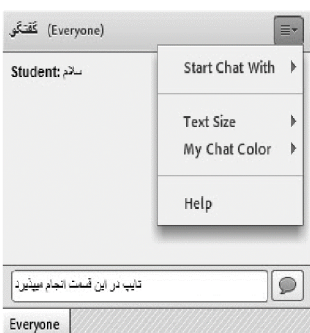 گفتگو (Everyone)
Start Chat With
Student: سلام
Text Size
My Chat Color
Help
تایپ در این قسمت انجام میپذیرد
Everyone